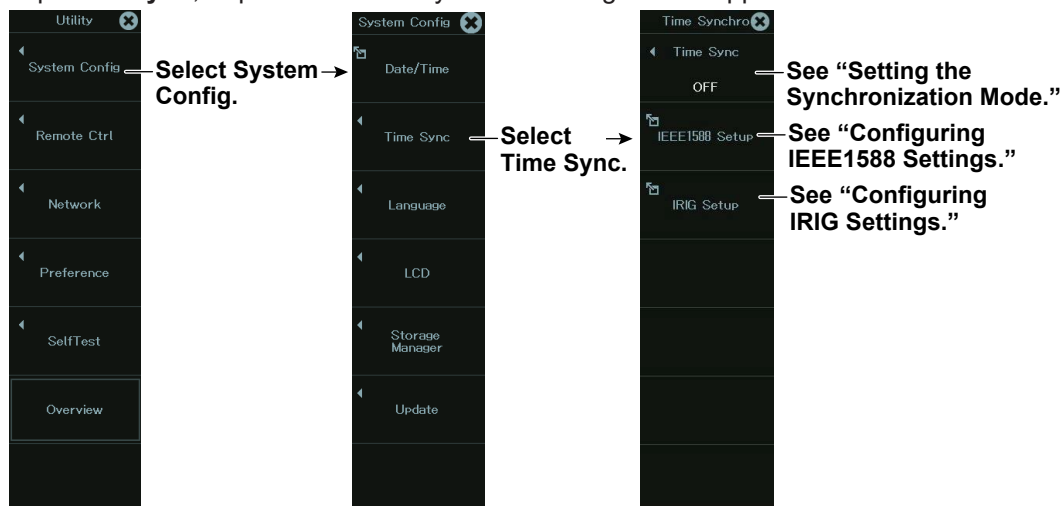 Utility
System Config
Remote Ctrl
Network
Preference
SelfTest
Overview
Select System
Config.
System Config
Date/Time
Time Sync
Language
LCD
Storage
Manager
Update
Select
Time Sync.
Time Synchro
Time Sync
OFF
IEEE1588 Setup
IRIG Setup
See “Setting the
Synchronization Mode.”
See “Configuring
IEEE1588 Settings.”
See “Configuring
IRIG Settings.”